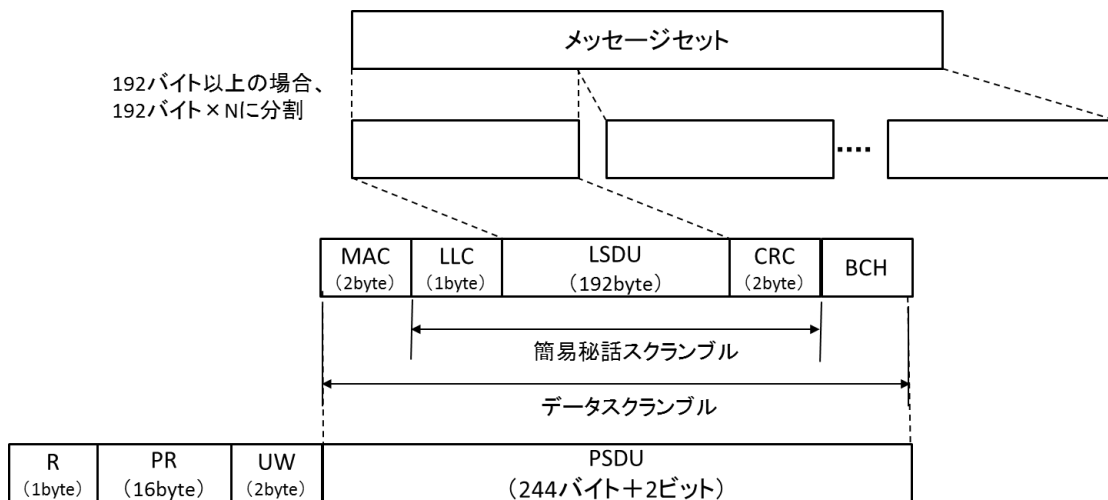 メッセージセット
192バイト以上の場合、
192バイト×Nに分割
MAC
（2byte）
LLC
（1byte）
LSDU
（192byte）
CRC
（2byte）
BCH
簡易秘話スクランブル
データスクランブル
R
（1byte）
PR
（16byte）
UW
（2byte）
PSDU
（244バイト＋2ビット）